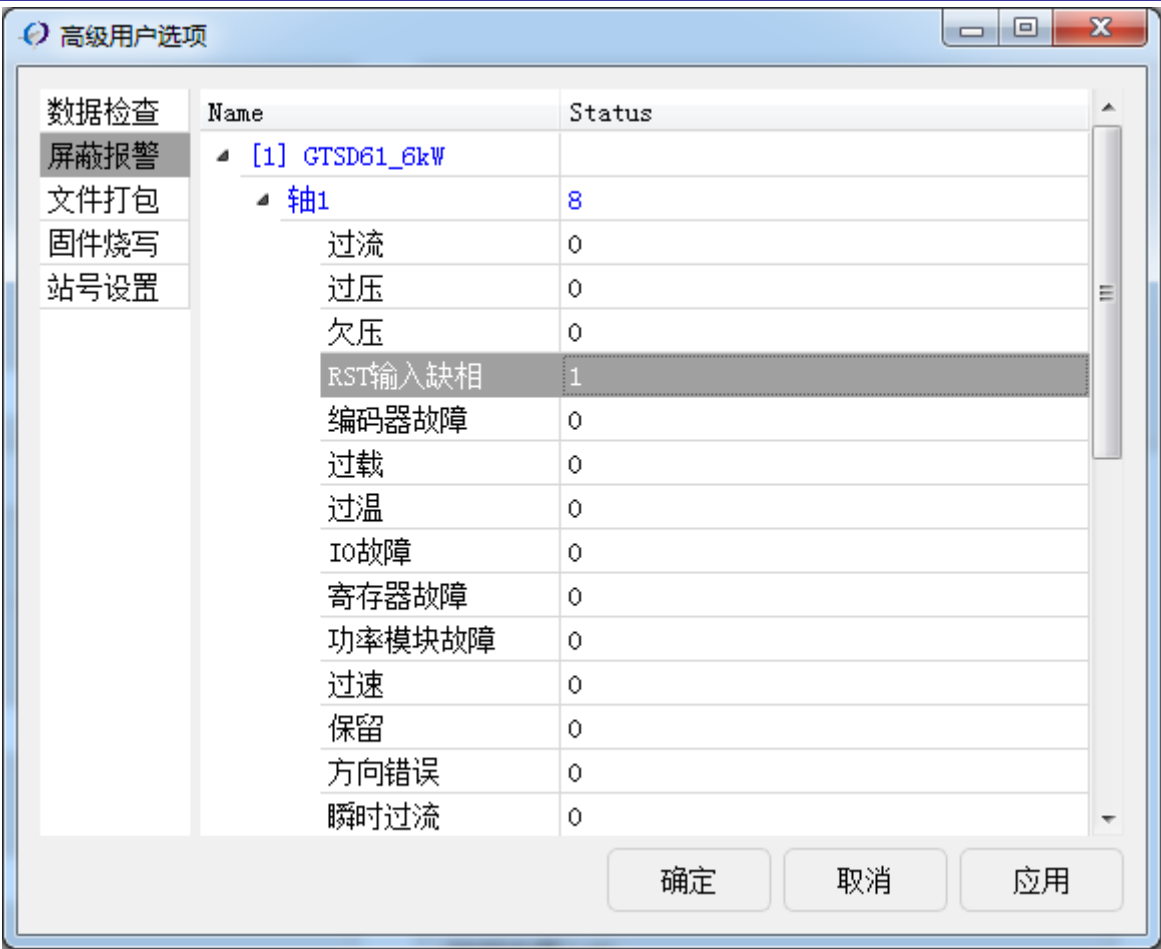 高级用户选项
数据检查
屏蔽报警
文件打包
固件烧写
站号设置
Name Status
[1] GTSD61_6kW
轴1 8
过流 0
过压 0
欠压 0
RST输入缺相 1
编码器故障 0
过载 0
过温 0
IO故障 0
寄存器故障 0
功率模块故障 0
过速 0
保留 0
方向错误 0
瞬时过流 0
确定 取消 应用